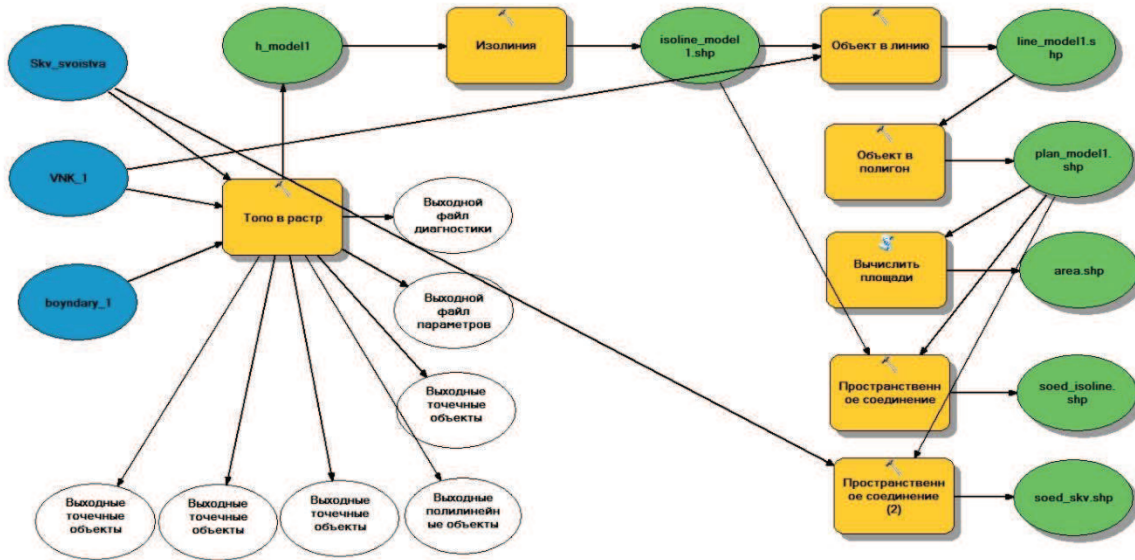 Skv_svoistva
h_model1
Изолиния
isoline_model
1.shp
Объект в линию
line_model1.s
hp
VNK_1
Объект в
полигон
plan_model1.
shp
Топо в растр
Выходной
файл
диагностики
Вычислить
площади
area.shp
boyndary_1
Выходной
файл
параметров
Пространственн
ое соединение
soed_isoline.
shp
Выходные
точечные
объекты
Пространственн
ое соединение
(2)
soed_skv.shp
Выходные
точечные
объекты
Выходные
точечные
объекты
Выходные
точечные
объекты
Выходные
полилиней
ные объекты